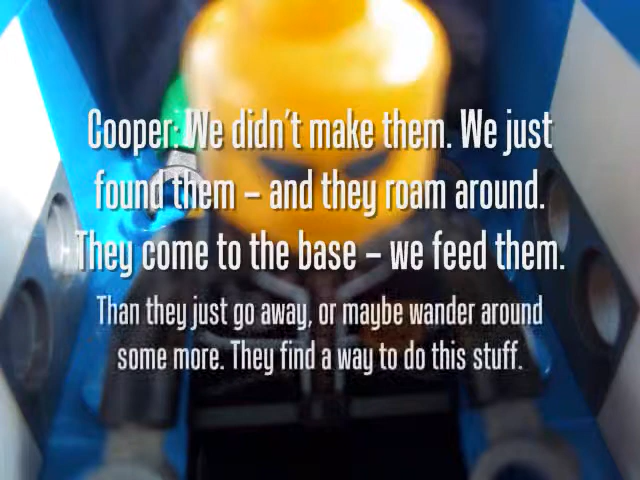 Cooper: We didn't make them. We just
found them – and they roam around.
They come to the base – we feed them.
Than they just go away, or maybe wander around
some more. They find a way to do this stuff.